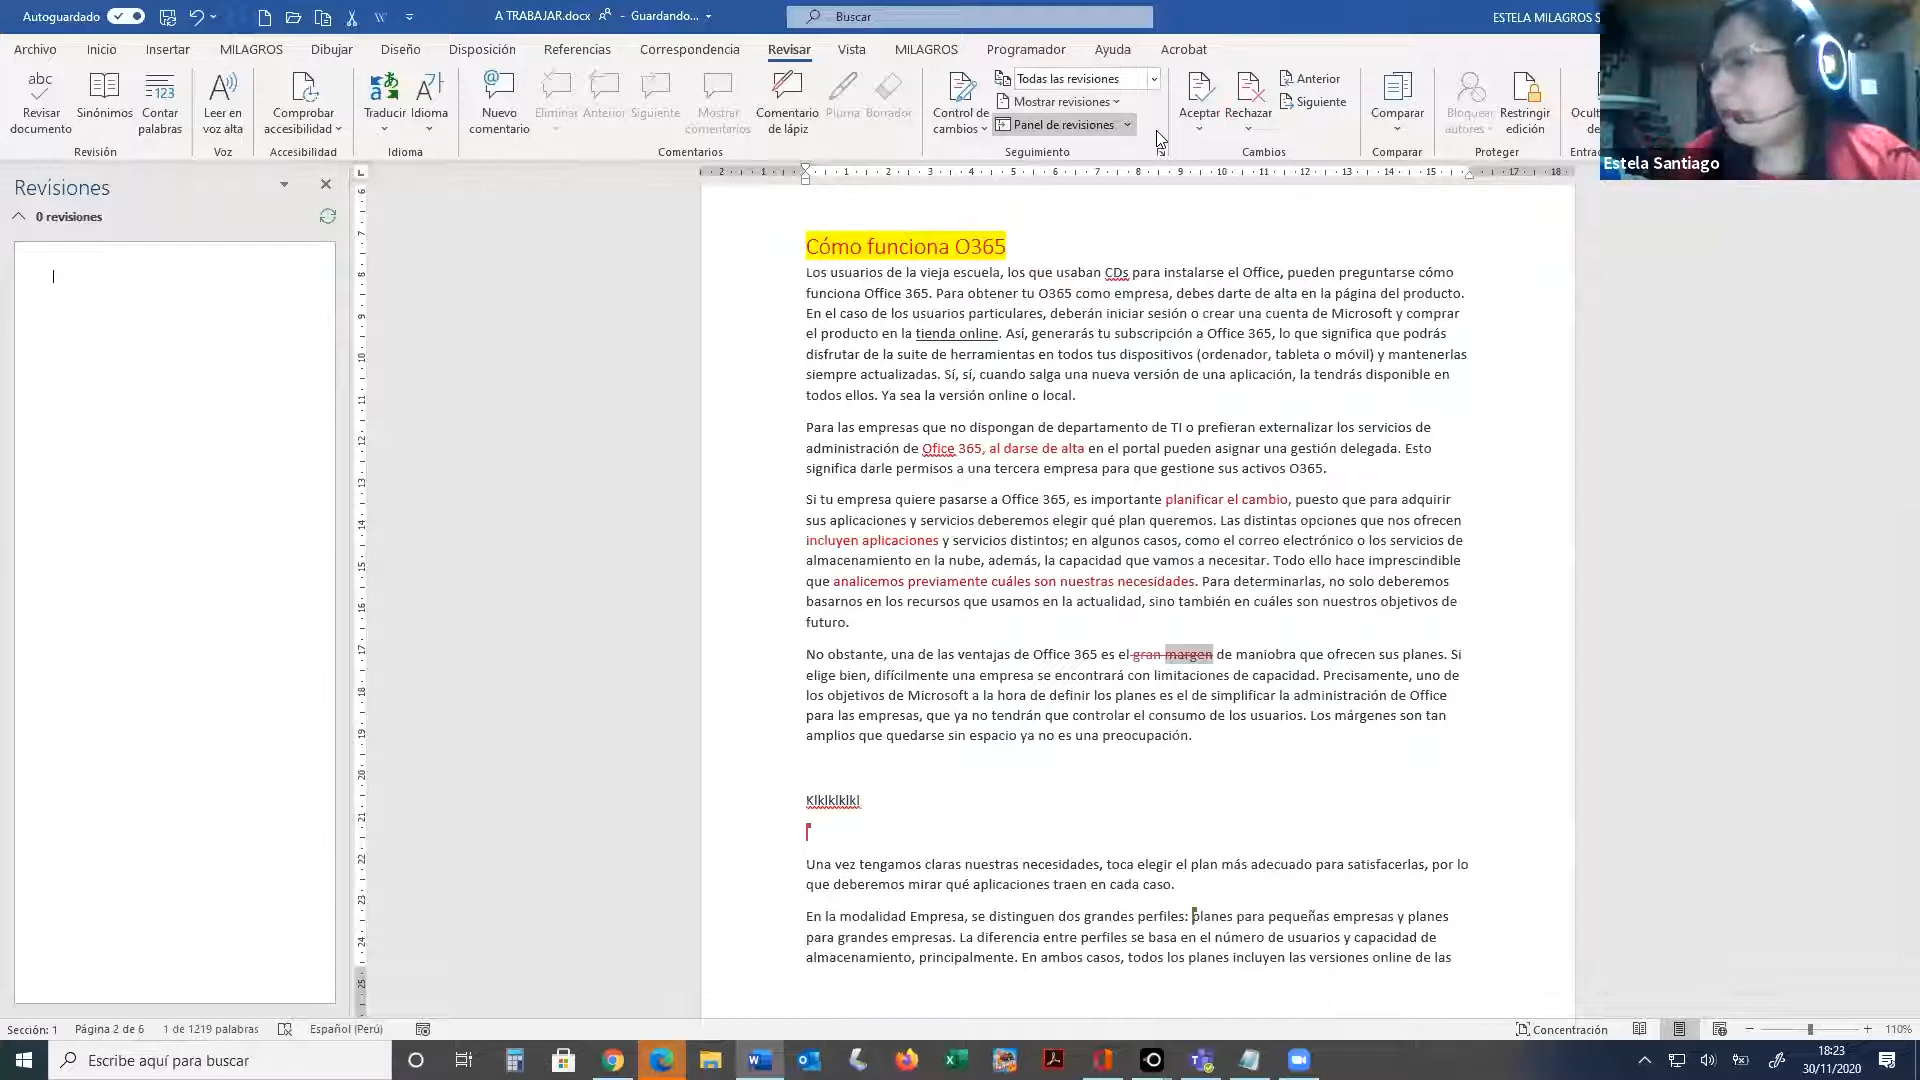 Autoguardado
A TRABAJAR.docx - Guardando...
Buscar
ESTELA MILAGROS S
Archivo Inicio Insertar MILAGROS Dibujar Diseño Disposición Referencias Correspondencia Revisar Vista MILAGROS Programador Ayuda Acrobat
Revisar documento
Sinónimos
Contar palabras
Leer en voz alta
Comprobar accesibilidad
Traducir
Idioma
Nuevo comentario
Eliminar
Anterior
Siguiente
Mostrar comentarios
Comentario de lápiz
Pluma
Borrador
Control de cambios
Todas las revisiones
Mostrar revisiones
Panel de revisiones
Aceptar
Rechazar
Anterior
Siguiente
Comparar
Bloquear autores
Restringir edición
Ocult
de
Revisión Voz Accesibilidad Idioma Comentarios Seguimiento Cambios Comparar Proteger Entra
Estela Santiago
Revisiones
0 revisiones
Cómo funciona O365
Los usuarios de la vieja escuela, los que usaban CDs para instalarse el Office, pueden preguntarse cómo
funciona Office 365. Para obtener tu O365 como empresa, debes darte de alta en la página del producto.
En el caso de los usuarios particulares, deberán iniciar sesión o crear una cuenta de Microsoft y comprar
el producto en la tienda online. Así, generarás tu subscripción a Office 365, lo que significa que podrás
disfrutar de la suite de herramientas en todos tus dispositivos (ordenador, tableta o móvil) y mantenerlas
siempre actualizadas. Sí, sí, cuando salga una nueva versión de una aplicación, la tendrás disponible en
todos ellos. Ya sea la versión online o local.
Para las empresas que no dispongan de departamento de TI o prefieran externalizar los servicios de
administración de Ofice 365, al darse de alta en el portal pueden asignar una gestión delegada. Esto
significa darle permisos a una tercera empresa para que gestione sus activos O365.
Si tu empresa quiere pasarse a Office 365, es importante planificar el cambio, puesto que para adquirir
sus aplicaciones y servicios deberemos elegir qué plan queremos. Las distintas opciones que nos ofrecen
incluyen aplicaciones y servicios distintos; en algunos casos, como el correo electrónico o los servicios de
almacenamiento en la nube, además, la capacidad que vamos a necesitar. Todo ello hace imprescindible
que analicemos previamente cuáles son nuestras necesidades. Para determinarlas, no solo deberemos
basarnos en los recursos que usamos en la actualidad, sino también en cuáles son nuestros objetivos de
futuro.
No obstante, una de las ventajas de Office 365 es el gran margen de maniobra que ofrecen sus planes. Si
elige bien, difícilmente una empresa se encontrará con limitaciones de capacidad. Precisamente, uno de
los objetivos de Microsoft a la hora de definir los planes es el de simplificar la administración de Office
para las empresas, que ya no tendrán que controlar el consumo de los usuarios. Los márgenes son tan
amplios que quedarse sin espacio ya no es una preocupación.
Klklklklkl
Una vez tengamos claras nuestras necesidades, toca elegir el plan más adecuado para satisfacerlas, por lo
que deberemos mirar qué aplicaciones traen en cada caso.
En la modalidad Empresa, se distinguen dos grandes perfiles: planes para pequeñas empresas y planes
para grandes empresas. La diferencia entre perfiles se basa en el número de usuarios y capacidad de
almacenamiento, principalmente. En ambos casos, todos los planes incluyen las versiones online de las
Sección: 1 Página 2 de 6 1 de 1219 palabras Español (Perú) Concentración 110%
Escribe aquí para buscar
18:23
30/11/2020